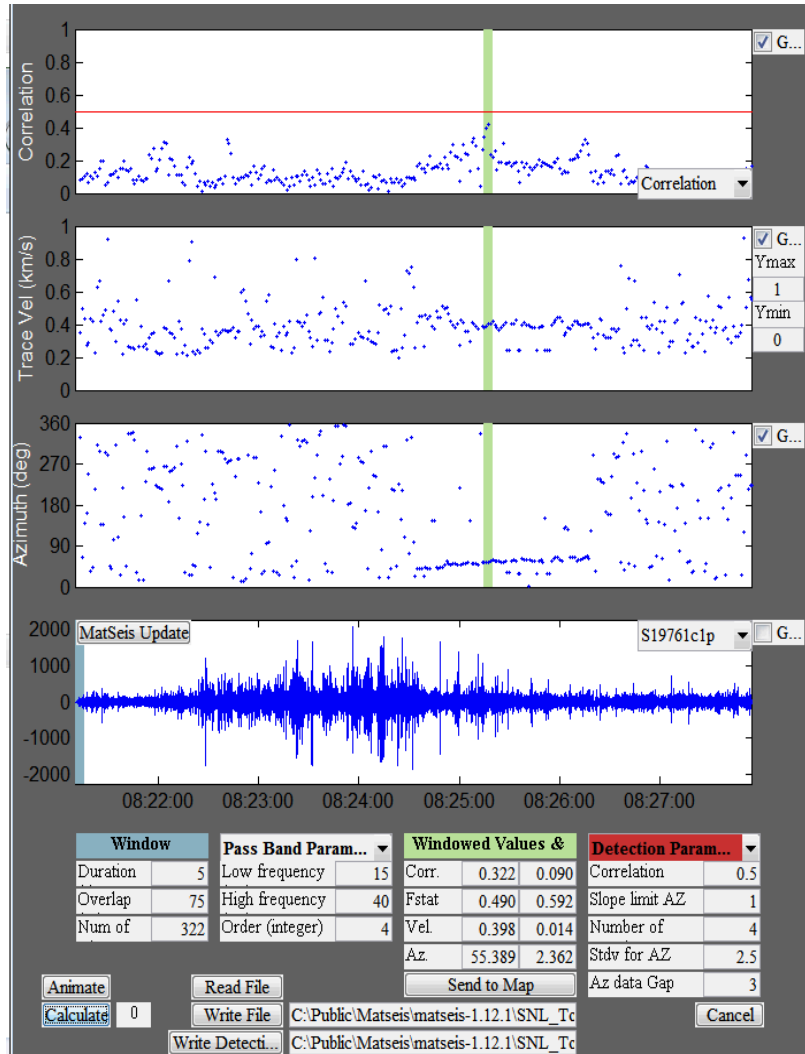 1
0.8
0.6
0.4
0.2
0
Correlation
G...
Correlation
1
0.8
0.6
0.4
0.2
0
Trace Vel (km/s)
G...
Ymax
1
Ymin
0
360
270
180
90
0
Azimuth (deg)
G...
2000
1000
0
-1000
-2000
MatSeis Update
S19761c1p
G...
08:22:00 08:23:00 08:24:00 08:25:00 08:26:00 08:27:00
Window
Duration 5
Overlap 75
Num of 322
Pass Band Param...
Low frequency 15
High frequency 40
Order (integer) 4
Windowed Values &
Corr. 0.322 0.090
Fstat 0.490 0.592
Vel. 0.398 0.014
Az. 55.389 2.362
Send to Map
Detection Param...
Correlation 0.5
Slope limit AZ 1
Number of 4
Stdv for AZ 2.5
Az data Gap 3
Animate
Calculate 0
Read File
Write File C:\Public\Matseis\matseis-1.12.1\SNL_Tc
Write Detecti... C:\Public\Matseis\matseis-1.12.1\SNL_Tc
Cancel